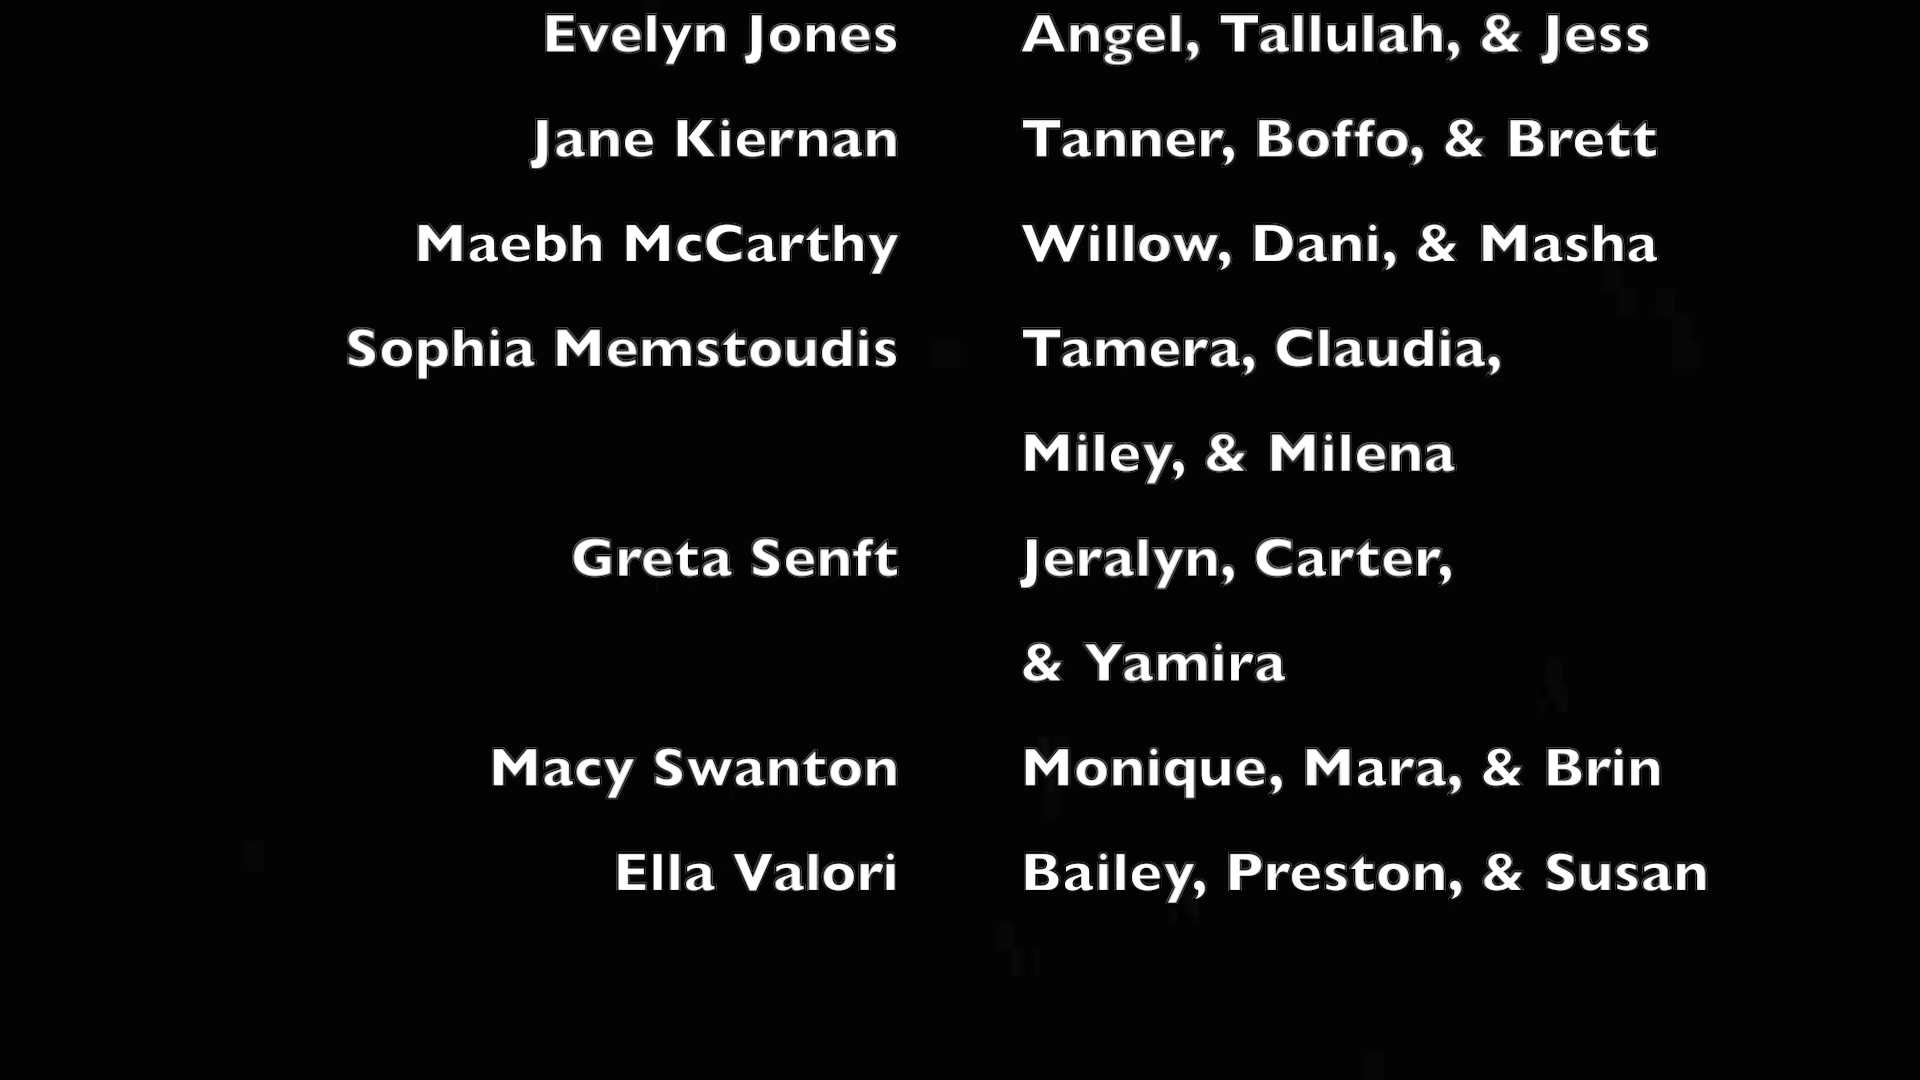 Evelyn Jones Angel, Tallulah, & Jess
Jane Kiernan Tanner, Boffo, & Brett
Maebh McCarthy Willow, Dani, & Masha
Sophia Memstoudis Tamera, Claudia,
Miley, & Milena
Greta Senft Jeralyn, Carter,
& Yamira
Macy Swanton Monique, Mara, & Brin
Ella Valori Bailey, Preston, & Susan